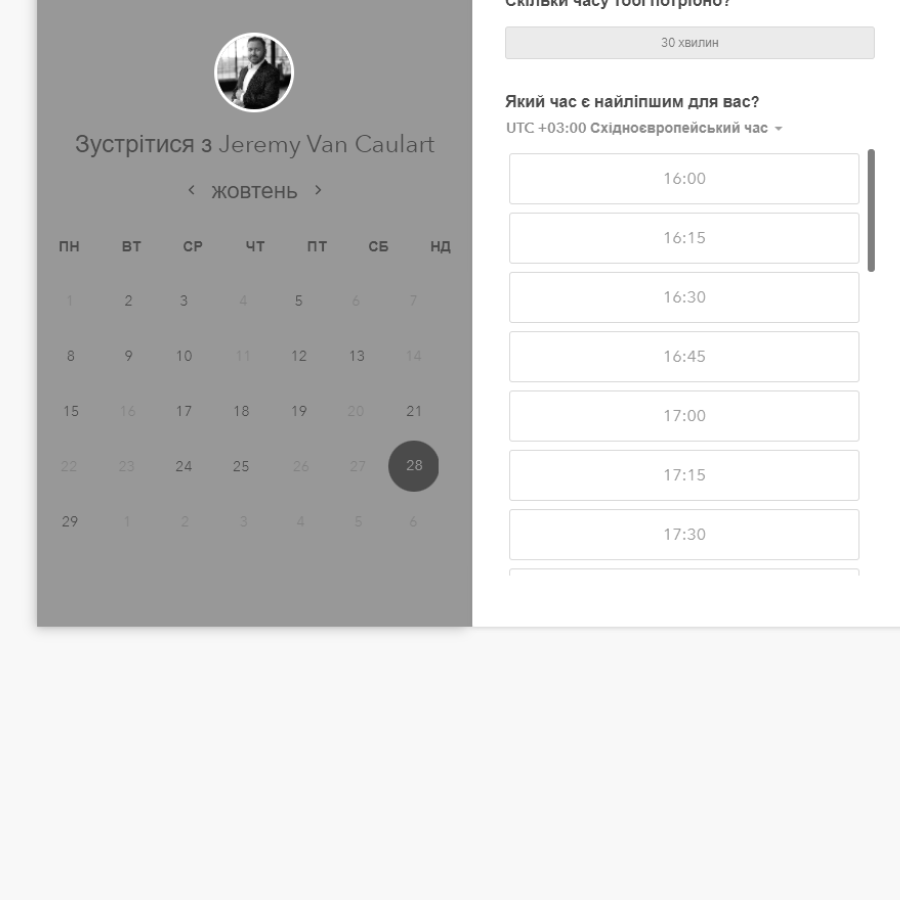 Зустрітися з Jeremy Van Caulart
жовтень
ПН ВТ СР ЧТ ПТ СБ НД
1 2 3 4 5 6 7
8 9 10 11 12 13 14
15 16 17 18 19 20 21
22 23 24 25 26 27 28
29 1 2 3 4 5 6
Скільки часу тобі потрібно?
30 хвилин
Який час є найліпшим для вас?
UTC +03:00 Східноєвропейський час
16:00
16:15
16:30
16:45
17:00
17:15
17:30